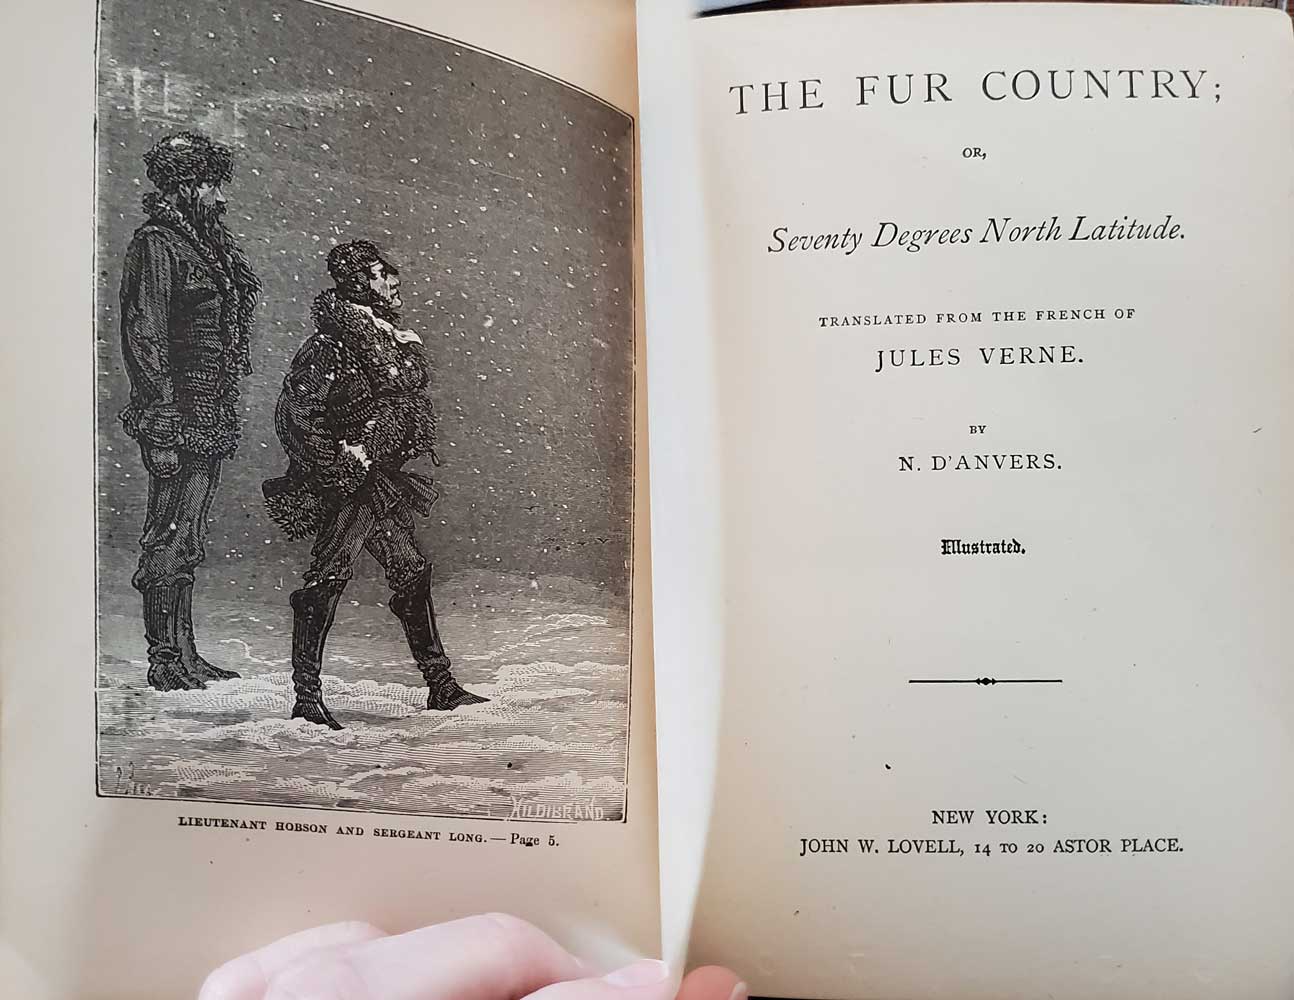 HILDIBRAND
LIEUTENANT HOBSON AND SERGEANT LONG.—Page 5.
THE FUR COUNTRY;
OR,
Seventy Degrees North Latitude.
TRANSLATED FROM THE FRENCH OF
JULES VERNE.
BY
N. D'ANVERS.
Illustrated.
NEW YORK:
JOHN W. LOVELL, 14 TO 20 ASTOR PLACE.